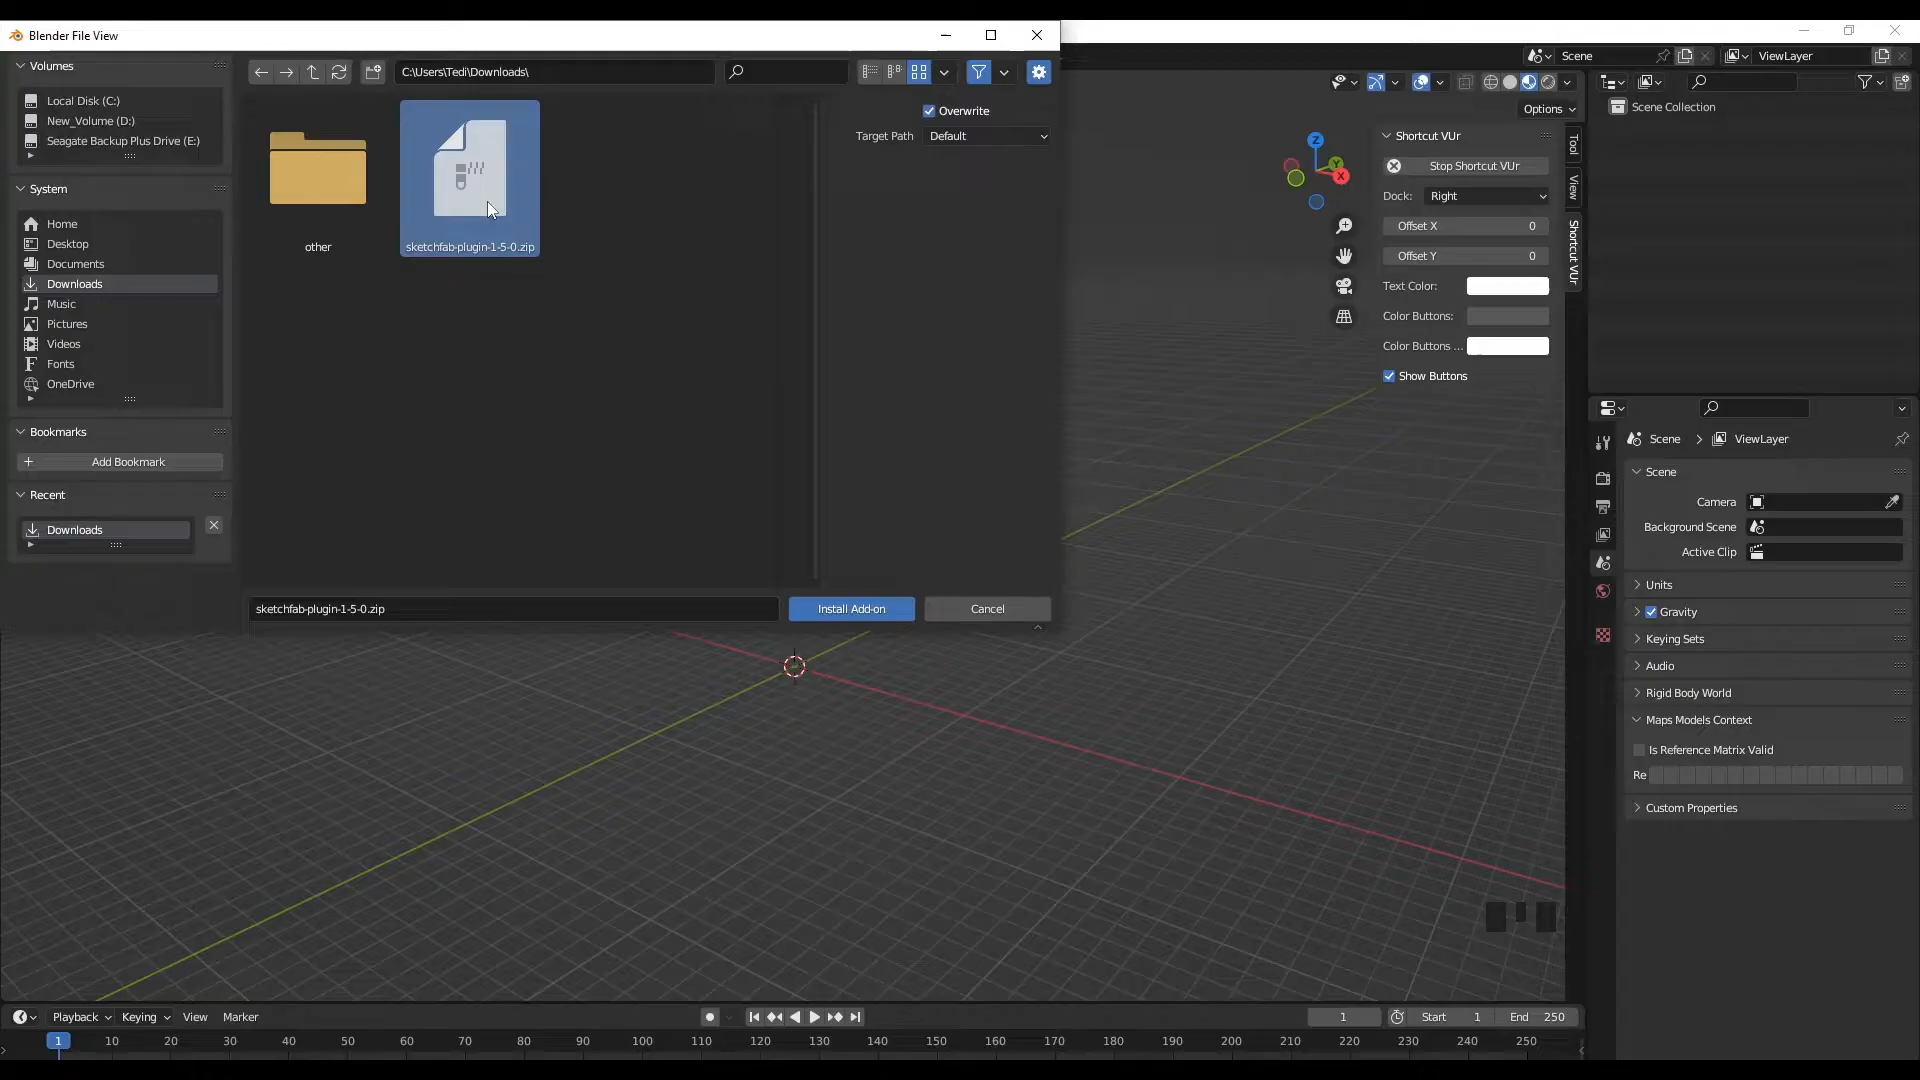 Blender File View
Volumes
Local Disk (C:)
New_Volume (D:)
Seagate Backup Plus Drive (E:)
System
Home
Desktop
Documents
Downloads
Music
Pictures
Videos
Fonts
OneDrive
Bookmarks
Add Bookmark
Recent
Downloads
C:\Users\Tedi\Downloads\
other
sketchfab-plugin-1-5-0.zip
Overwrite
Target Path Default
sketchfab-plugin-1-5-0.zip
Install Add-on
Cancel
Options
Z
Y
X
Shortcut VUr
Stop Shortcut VUr
Dock: Right
Offset X 0
Offset Y 0
Text Color:
Color Buttons:
Color Buttons ...
Show Buttons
Tool
View
Shortcut VUr
Scene
ViewLayer
Scene Collection
Scene > ViewLayer
Scene
Camera
Background Scene
Active Clip
Units
Gravity
Keying Sets
Audio
Rigid Body World
Maps Models Context
Is Reference Matrix Valid
Re
Custom Properties
Playback Keying View Marker
1 Start 1 End 250
1 10 20 30 40 50 60 70 80 90 100 110 120 130 140 150 160 170 180 190 200 210 220 230 240 250